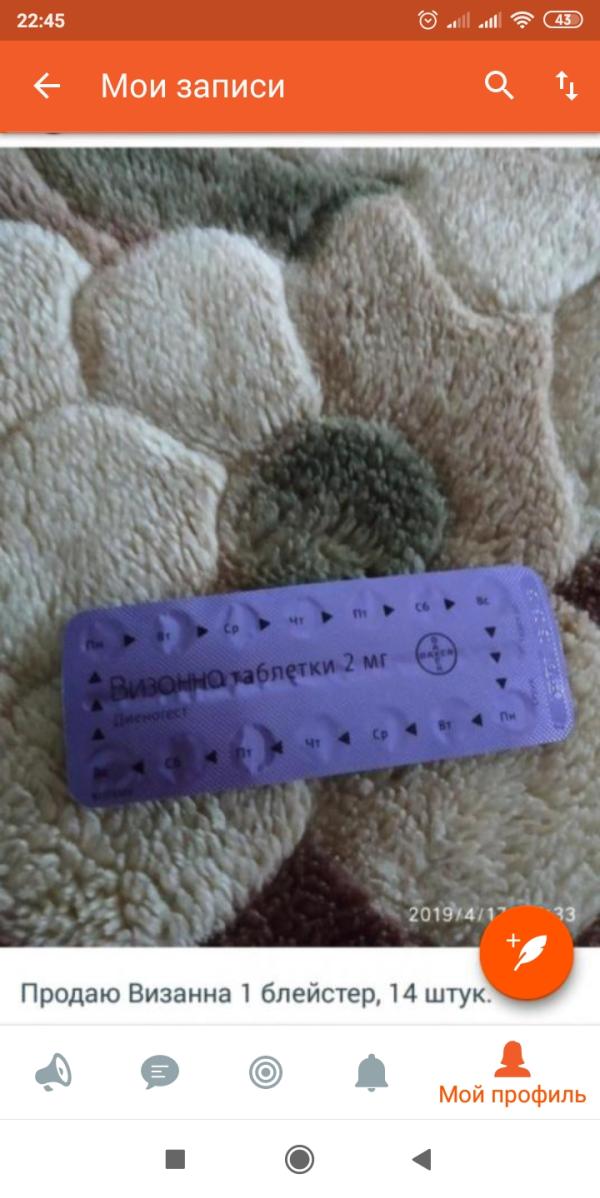 22:45
43
Мои записи
Пн Вт Ср Чт Пт Сб Вс
Визанна таблетки 2 мг
BAYER
Диеногест
Вс Сб Пт Чт Ср Вт Пн
2019/4/17 33
Продаю Визанна 1 блейстер, 14 штук.
Мой профиль